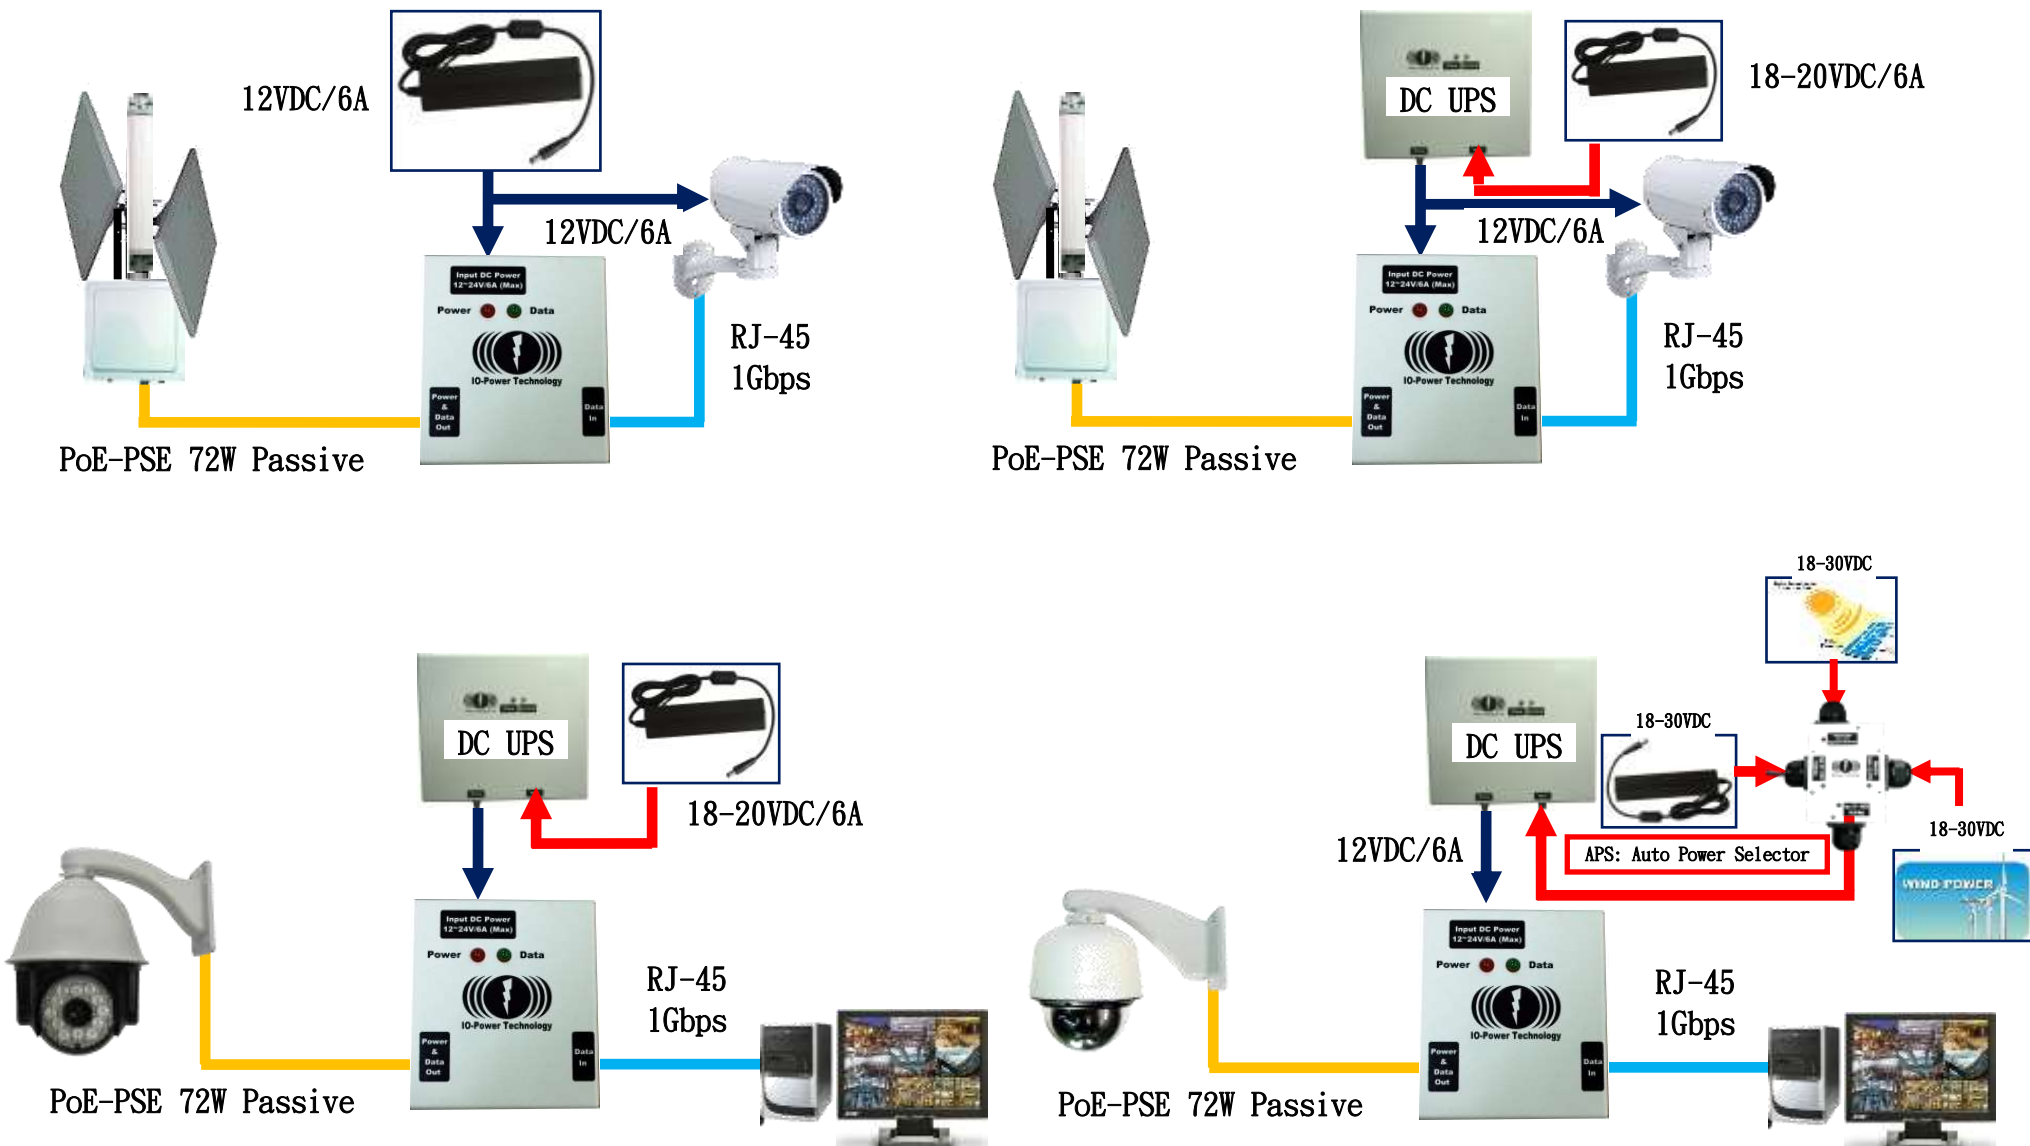 12VDC/6A
12VDC/6A
Input DC Power
12~24V/6A (Max)
Power Data
IO-Power Technology
Power
&
Data
Out
Data
In
RJ-45
1Gbps
PoE-PSE 72W Passive
DC UPS
18-20VDC/6A
12VDC/6A
Input DC Power
12~24V/6A (Max)
Power Data
IO-Power Technology
Power
&
Data
Out
Data
In
RJ-45
1Gbps
PoE-PSE 72W Passive
DC UPS
18-20VDC/6A
Input DC Power
12~24V/6A (Max)
Power Data
IO-Power Technology
Power
&
Data
Out
Data
In
RJ-45
1Gbps
PoE-PSE 72W Passive
18-30VDC
DC UPS
18-30VDC
18-30VDC
12VDC/6A
APS: Auto Power Selector
WIND POWER
Input DC Power
12~24V/6A (Max)
Power Data
IO-Power Technology
Power
&
Data
Out
Data
In
RJ-45
1Gbps
PoE-PSE 72W Passive